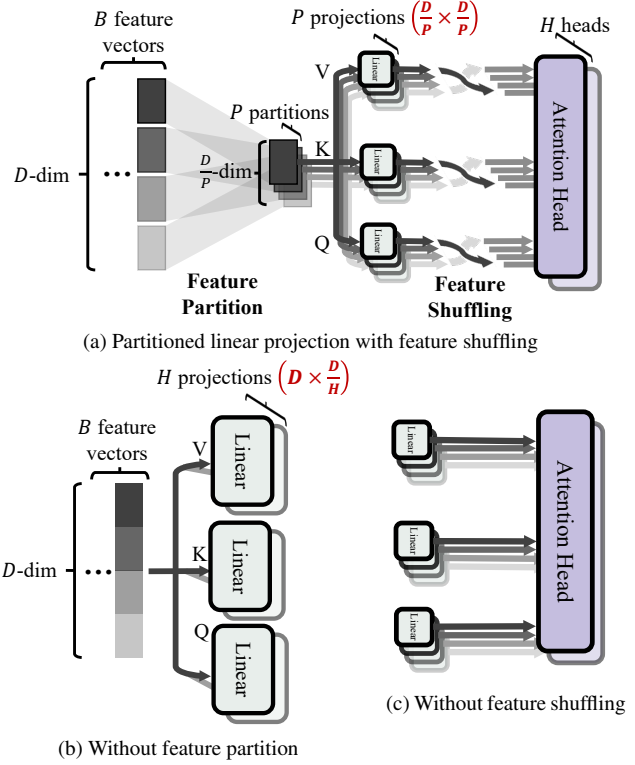 B feature
vectors
D-dim
P partitions
D/P-dim
Feature
Partition
P projections (D/P × D/P)
V
K
Q
Linear
Linear
Linear
Feature
Shuffling
H heads
Attention Head
(a) Partitioned linear projection with feature shuffling
H projections (D × D/H)
B feature
vectors
D-dim
V
K
Q
Linear
Linear
Linear
(b) Without feature partition
Linear
Linear
Linear
Attention Head
(c) Without feature shuffling